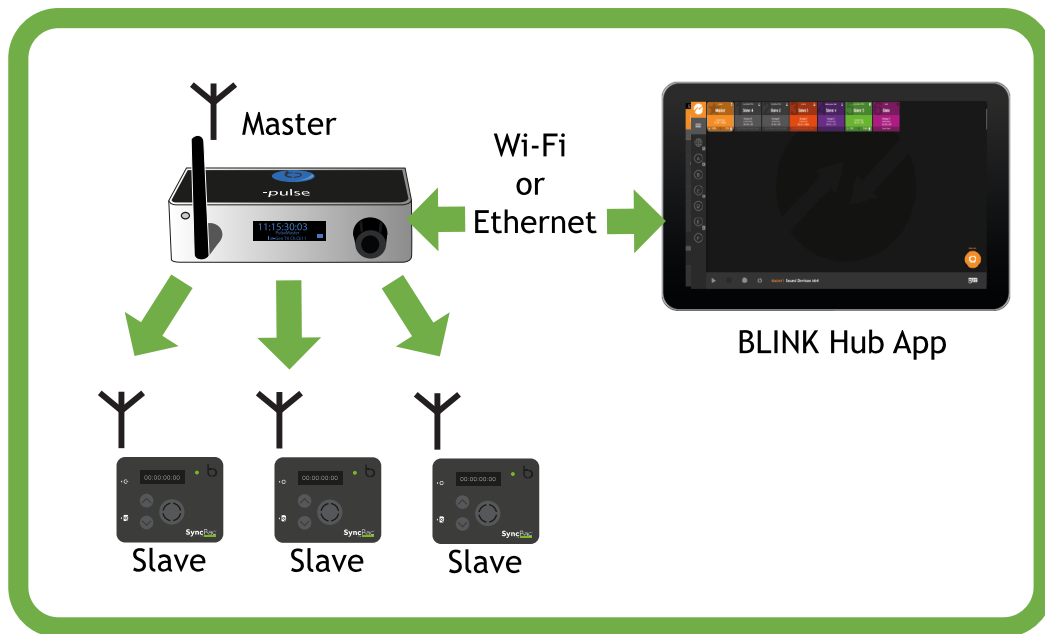 Master
Wi-Fi
or
Ethernet
-pulse
11:15:30:03
PulseMaster
BLINK Hub App
00:00:00:00
00:00:00:00
00:00:00:00
SyncBac
SyncBac
SyncBac
Slave
Slave
Slave